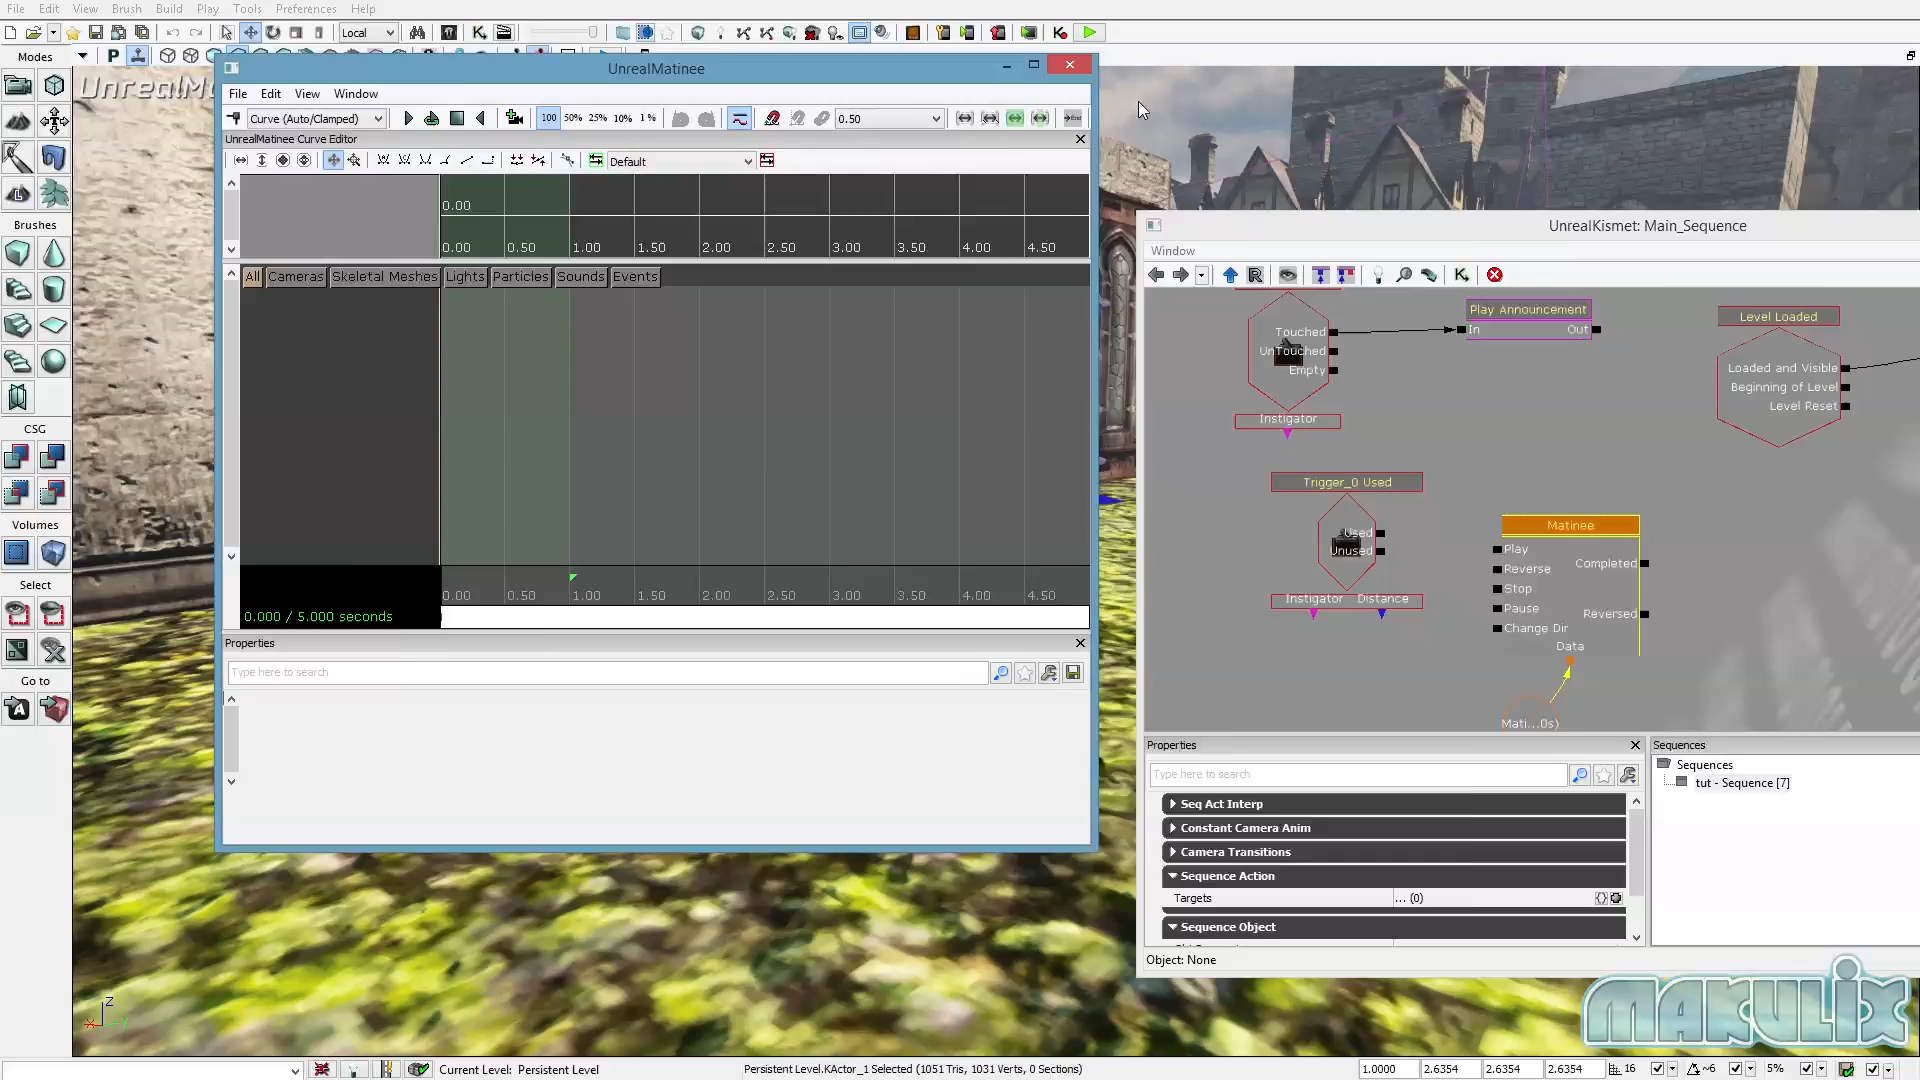 File Edit View Brush Build Play Tools Preferences Help
Local
Modes
UnrealM
Brushes
CSG
Volumes
Select
Go to
UnrealMatinee
File Edit View Window
Curve (Auto/Clamped) 100 50% 25% 10% 1% 0.50
UnrealMatinee Curve Editor
Default
0.00
0.00 0.50 1.00 1.50 2.00 2.50 3.00 3.50 4.00 4.50
All Cameras Skeletal Meshes Lights Particles Sounds Events
0.00 0.50 1.00 1.50 2.00 2.50 3.00 3.50 4.00 4.50
0.000 / 5.000 seconds
Properties
Type here to search
UnrealKismet: Main_Sequence
Window
Touched
UnTouched
Empty
Instigator
Play Announcement
In Out
Level Loaded
Loaded and Visible
Beginning of Level
Level Reset
Trigger_0 Used
Used
Unused
Instigator Distance
Matinee
Play
Reverse
Stop
Pause
Change Dir
Completed
Reversed
Data
Mati...0s)
Properties
Type here to search
Seq Act Interp
Constant Camera Anim
Camera Transitions
Sequence Action
Targets ... (0)
Sequence Object
Object: None
Sequences
Sequences
tut - Sequence [7]
MAKULIX
Z
X
Current Level: Persistent Level
Persistent Level.KActor_1 Selected (1051 Tris, 1031 Verts, 0 Sections)
1.0000 2.6354 2.6354 2.6354 16 ~6 5%